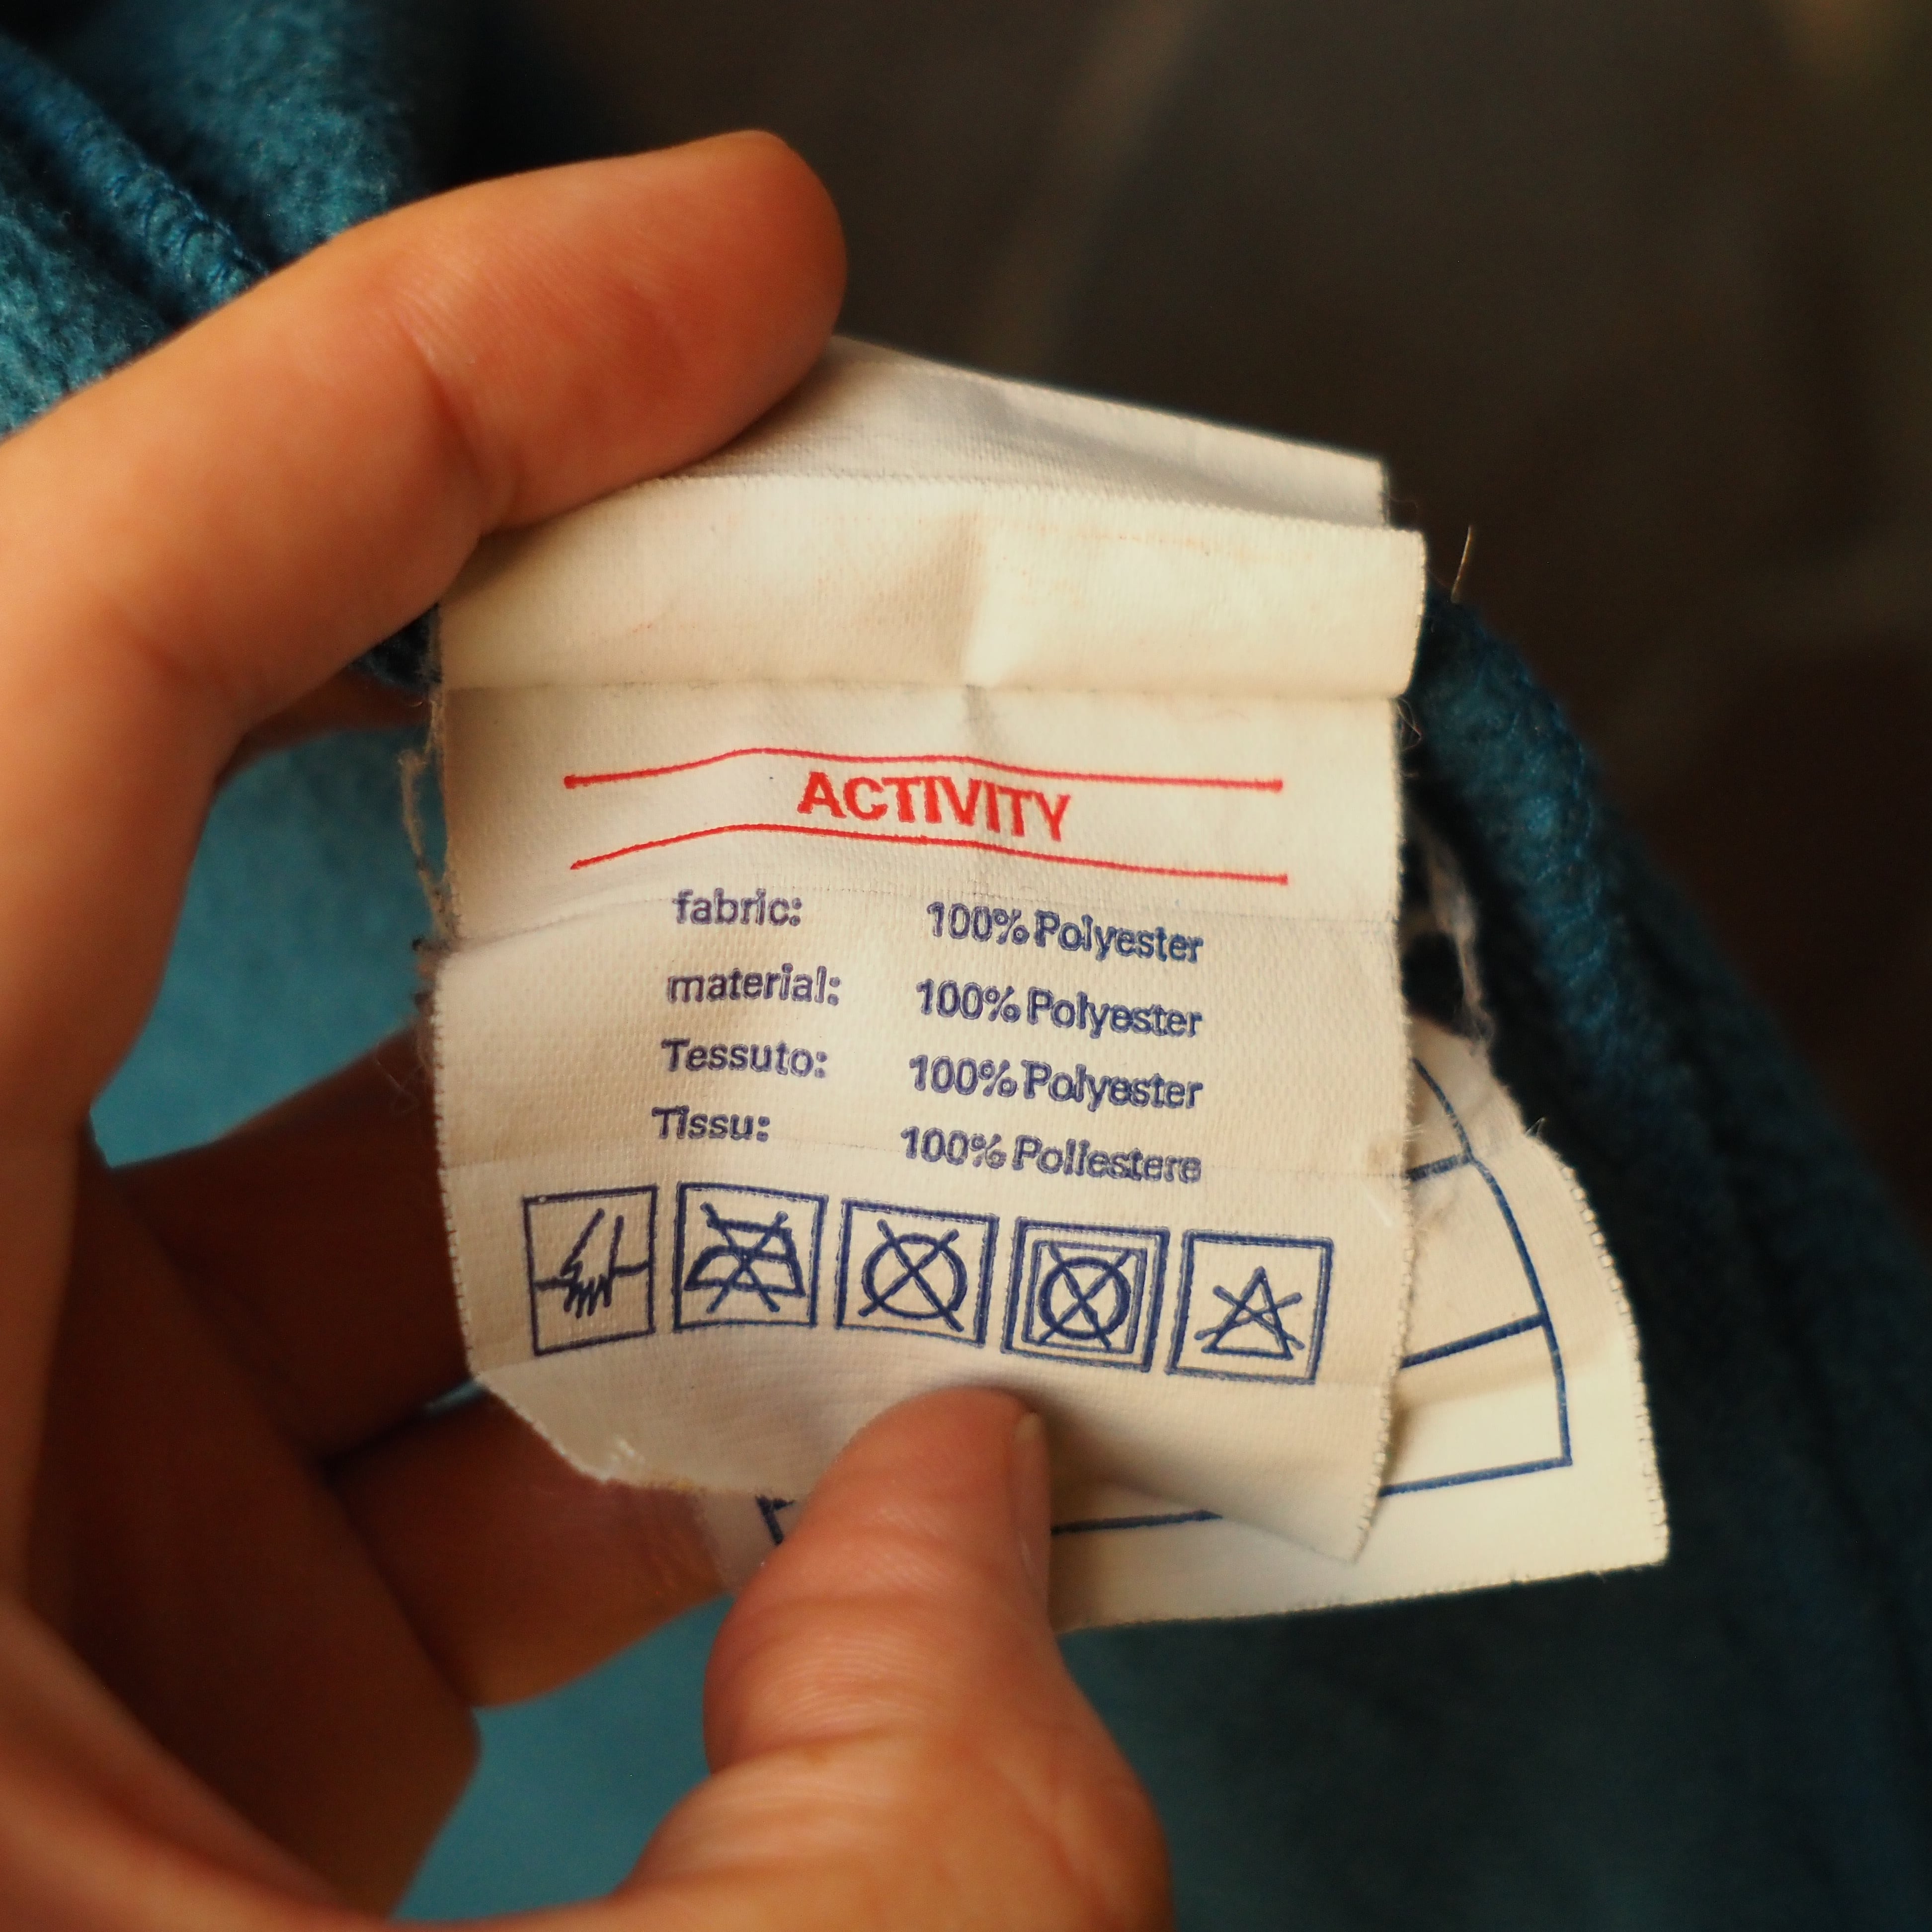 ACTIVITY
fabric: 100% Polyester
material: 100% Polyester
Tessuto: 100% Polyester
Tissu: 100% Poliestere